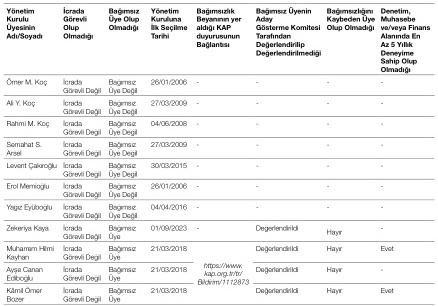 Yönetim Kurulu Üyesinin Adı/Soyadı | İcrada Görevli Olup Olmadığı | Bağımsız Üye Olup Olmadığı | Yönetim Kuruluna İlk Seçilme Tarihi | Bağımsızlık Beyanının yer aldığı KAP duyurusunun Bağlantısı | Bağımsız Üyenin Aday Gösterme Komitesi Tarafından Değerlendirilip Değerlendirilmediği | Bağımsızlığını Kaybeden Üye Olup Olmadığı | Denetim, Muhasebe ve/veya Finans Alanında En Az 5 Yıllık Deneyime Sahip Olup Olmadığı
Ömer M. Koç | İcrada Görevli Değil | Bağımsız Üye Değil | 26/01/2006 | - | - | - | -
Ali Y. Koç | İcrada Görevli Değil | Bağımsız Üye Değil | 27/03/2009 | - | - | - | -
Rahmi M. Koç | İcrada Görevli Değil | Bağımsız Üye Değil | 04/06/2008 | - | - | - | -
Semahat S. Arsel | İcrada Görevli Değil | Bağımsız Üye Değil | 27/03/2009 | - | - | - | -
Levent Çakıroğlu | İcrada Görevli Değil | Bağımsız Üye Değil | 30/03/2015 | - | - | - | -
Erol Memioglu | İcrada Görevli Değil | Bağımsız Üye Değil | 26/01/2006 | - | - | - | -
Yagız Eyüboglu | İcrada Görevli Değil | Bağımsız Üye Değil | 04/04/2016 | - | - | - | -
Zekeriya Kaya | İcrada Görevli Değil | Bağımsız Üye | 01/09/2023 | - | Değerlendirildi | Hayır | -
Muharrem Hilmi Kayhan | İcrada Görevli Değil | Bağımsız Üye | 21/03/2018 | https://www.kap.org.tr/tr/Bildirim/1112873 | Değerlendirildi | Hayır | Evet
Ayşe Canan Ediboglu | İcrada Görevli Değil | Bağımsız Üye | 21/03/2018 | Değerlendirildi | Hayır | -
Kâmil Ömer Bozer | İcrada Görevli Değil | Bağımsız Üye | 21/03/2018 | Değerlendirildi | Hayır | Evet